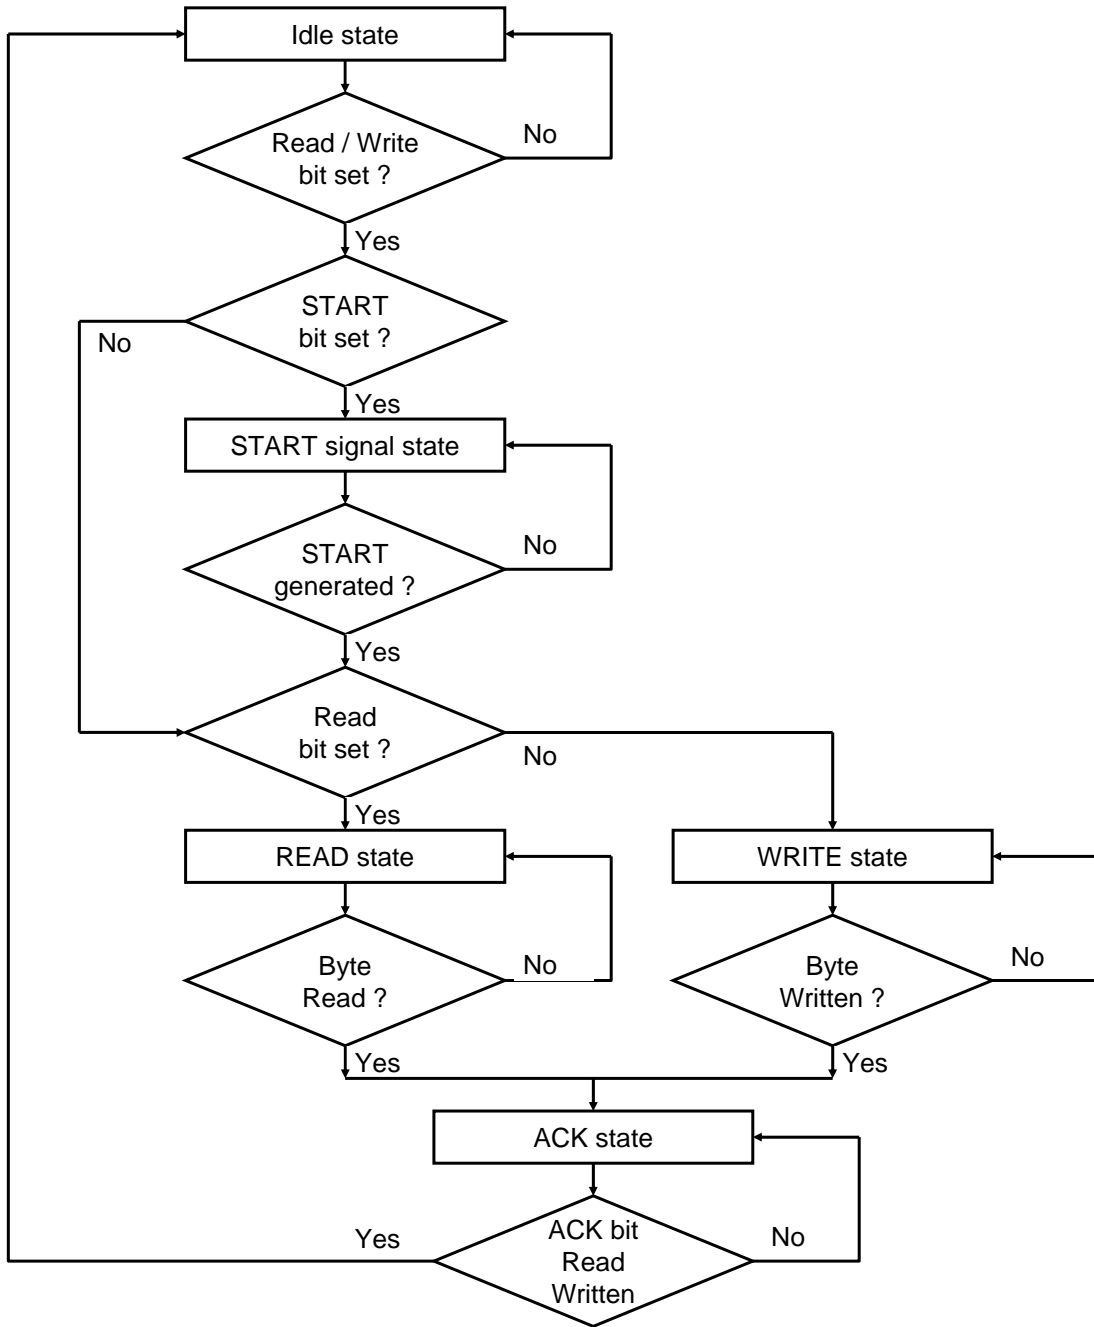 Idle state
Read / Write
bit set ?
No
Yes
START
bit set ?
No
Yes
START signal state
START
generated ?
No
Yes
Read
bit set ?
No
Yes
READ state
WRITE state
Byte
Read ?
No
Byte
Written ?
No
Yes
Yes
ACK state
ACK bit
Read
Written
Yes
No